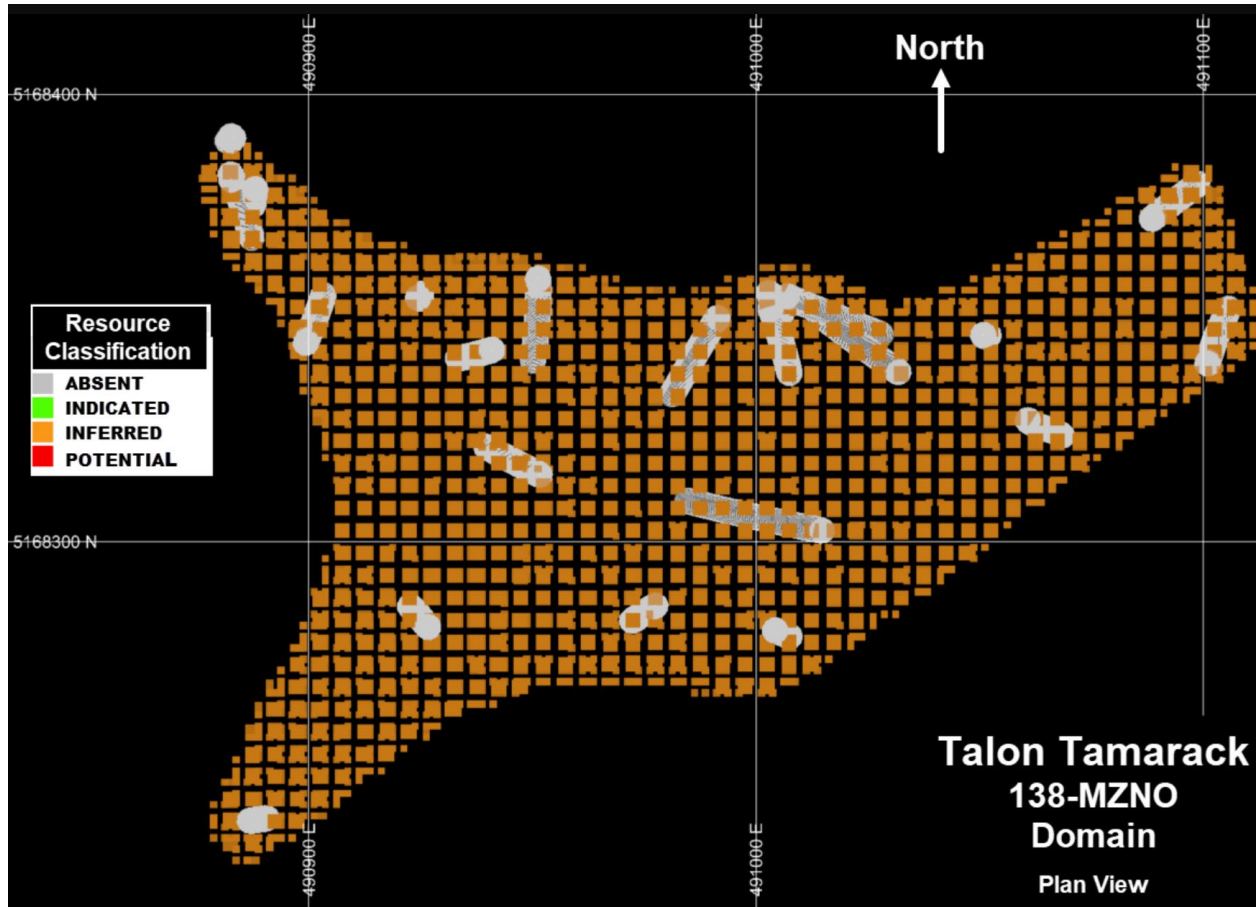 490900 E
491000 E
491100 E
North
5168400 N
Resource
Classification
ABSENT
INDICATED
INFERRED
POTENTIAL
5168300 N
Talon Tamarack
138-MZNO
Domain
Plan View
490900 E
491000 E